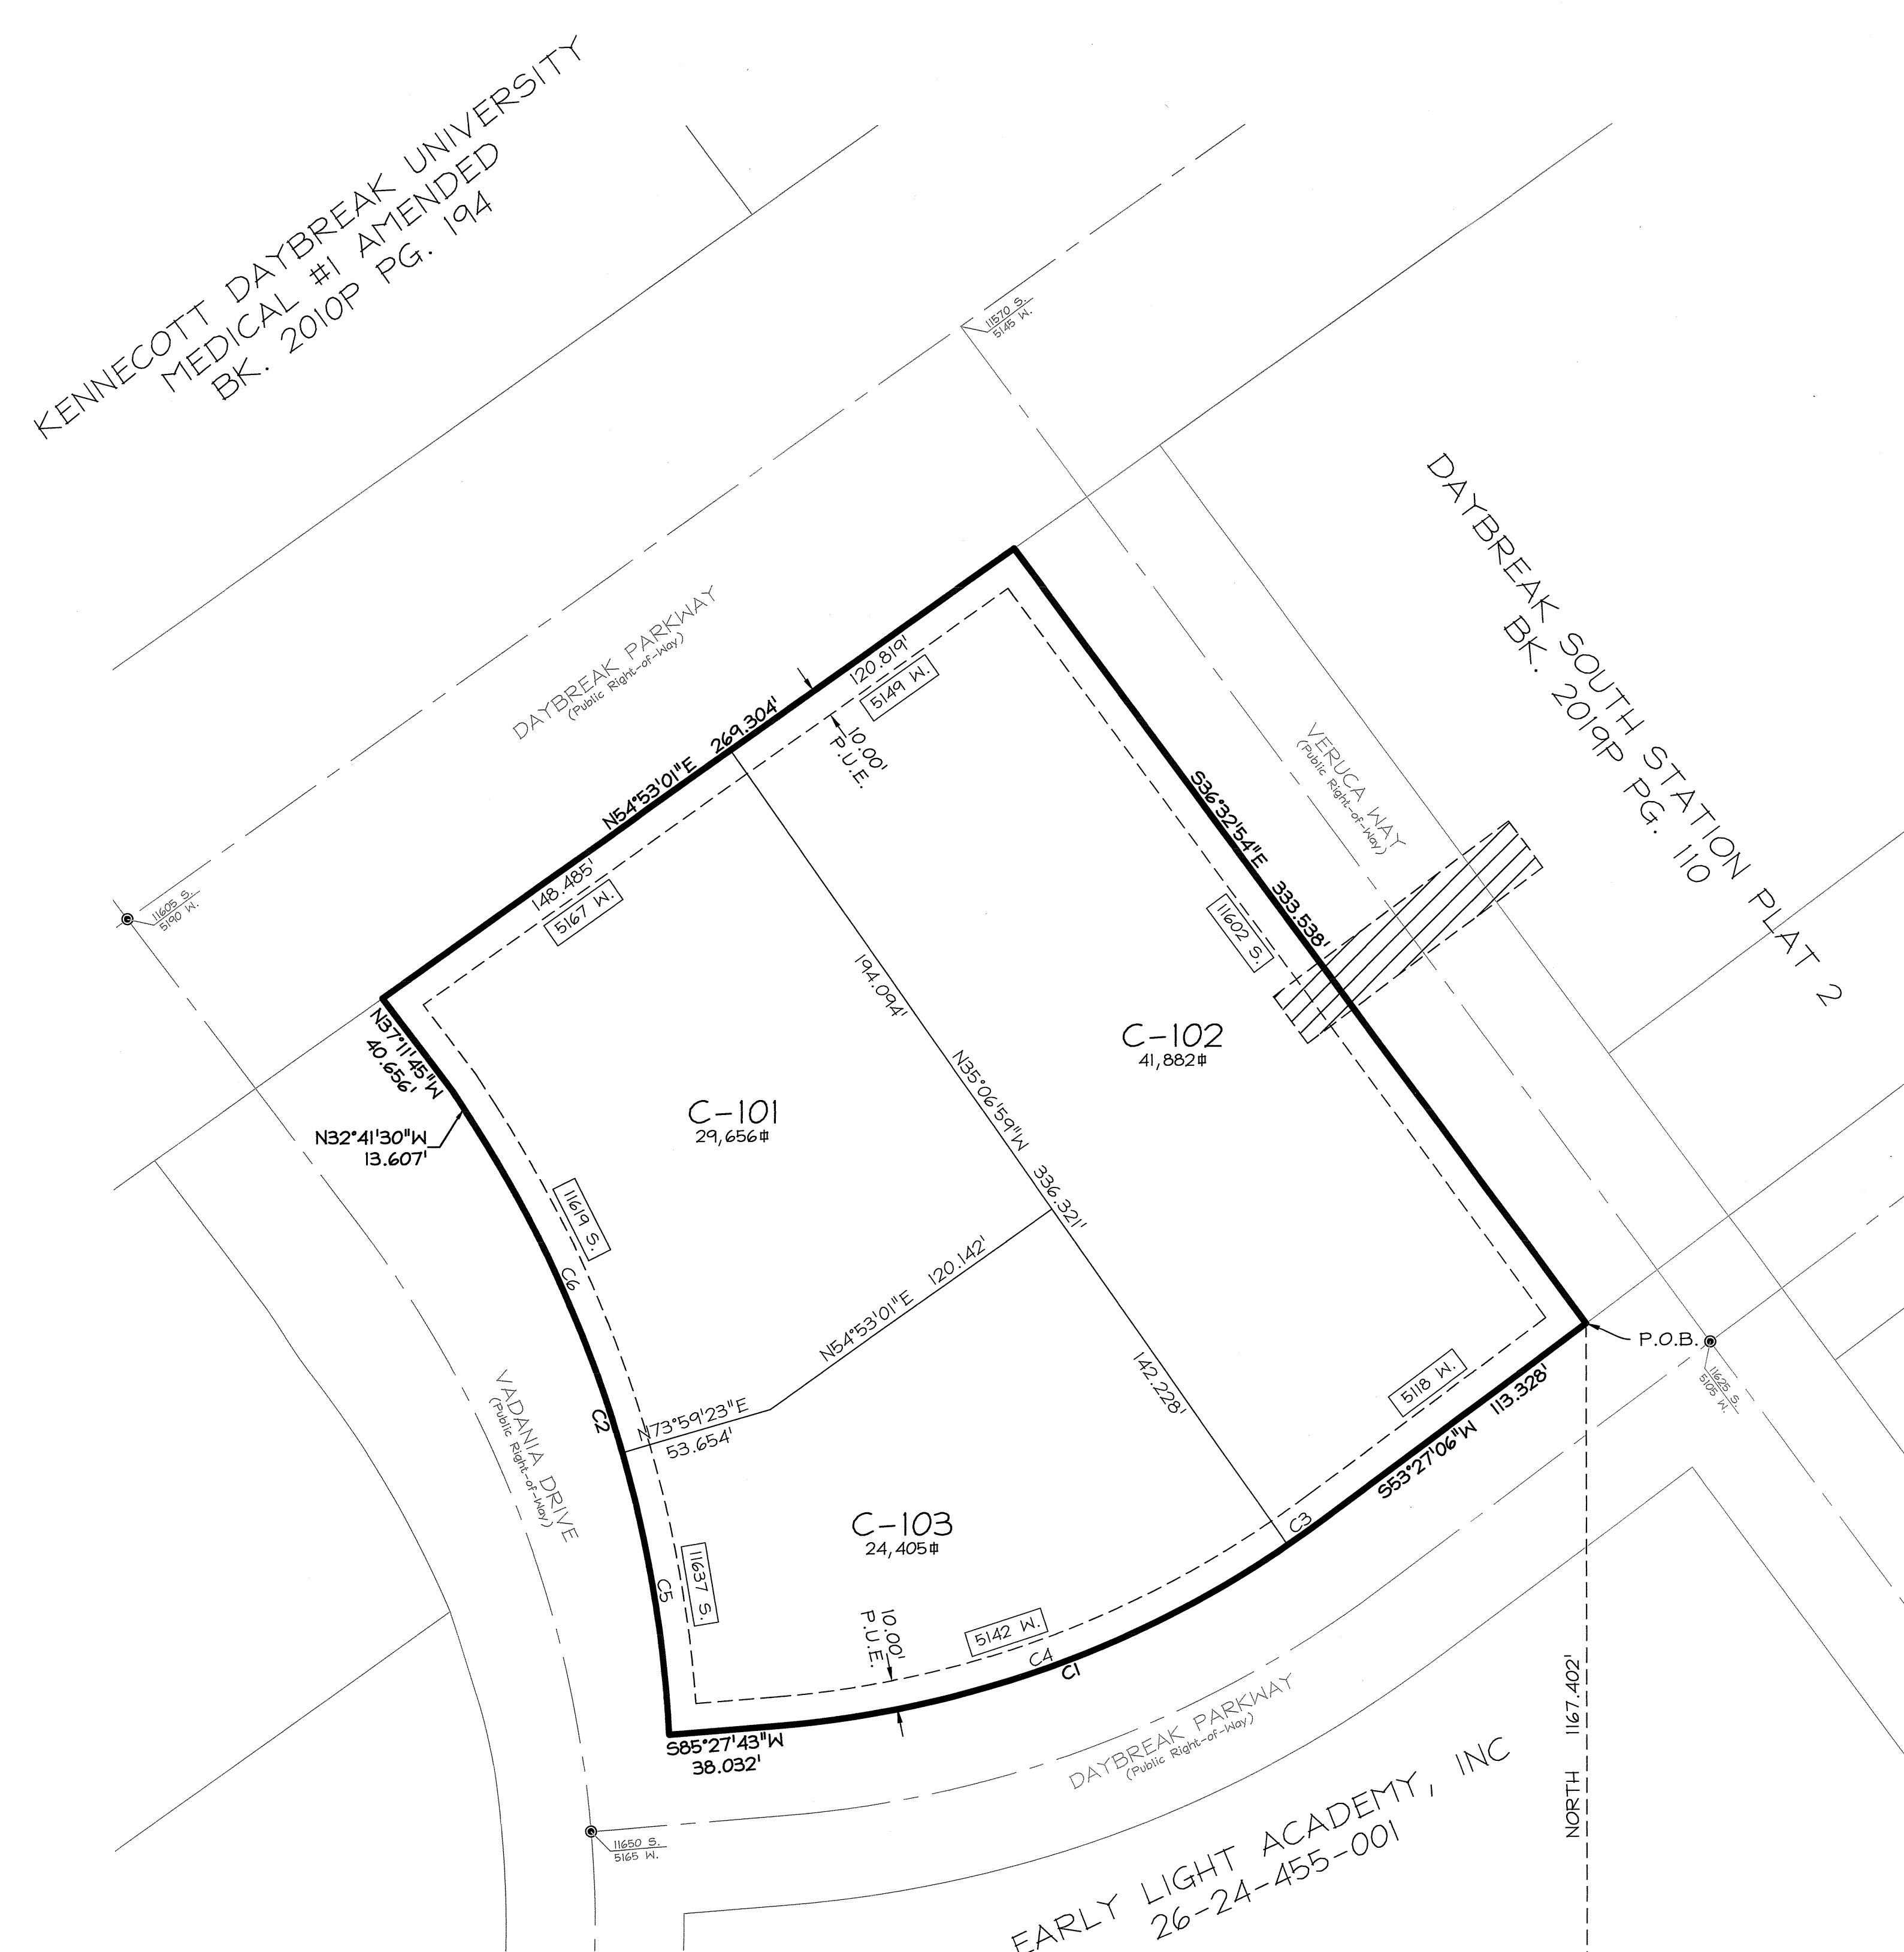 KENNECOTT DAYBREAK UNIVERSITY
MEDICAL #1 AMENDED
BK. 2010P PG. 194
11570 S.
5145 W.
DAYBREAK SOUTH STATION PLAT 2
BK. 2019P PG. 110
DAYBREAK PARKWAY
(Public Right-of-Way)
120.819'
5149 W.
269.304'
N54°53'01"E
10.00'
P.U.E.
VERUCA WAY
(Public Right-of-Way)
S36°32'54"E 333.538'
148.485'
5167 W.
11605 S.
5190 W.
11602 S.
194.094'
N37°11'45"W
40.656'
C-102
41,882
C-101
29,656
N35°06'59"W 336.321'
N32°41'30"W
13.607'
11619 S.
C6
N54°53'01"E 120.142'
P.O.B.
11625 S.
5105 W.
5118 W.
142.228'
S53°27'06"W 113.328'
N73°59'23"E
53.654'
C2
VADANIA DRIVE
(Public Right-of-Way)
C-103
24,405
C3
11637 S.
C5
10.00'
P.U.E.
5142 W.
C4
C1
S85°27'43"W
38.032'
DAYBREAK PARKWAY
(Public Right-of-Way)
NORTH 1167.402'
11650 S.
5165 W.
EARLY LIGHT ACADEMY, INC
26-24-455-001